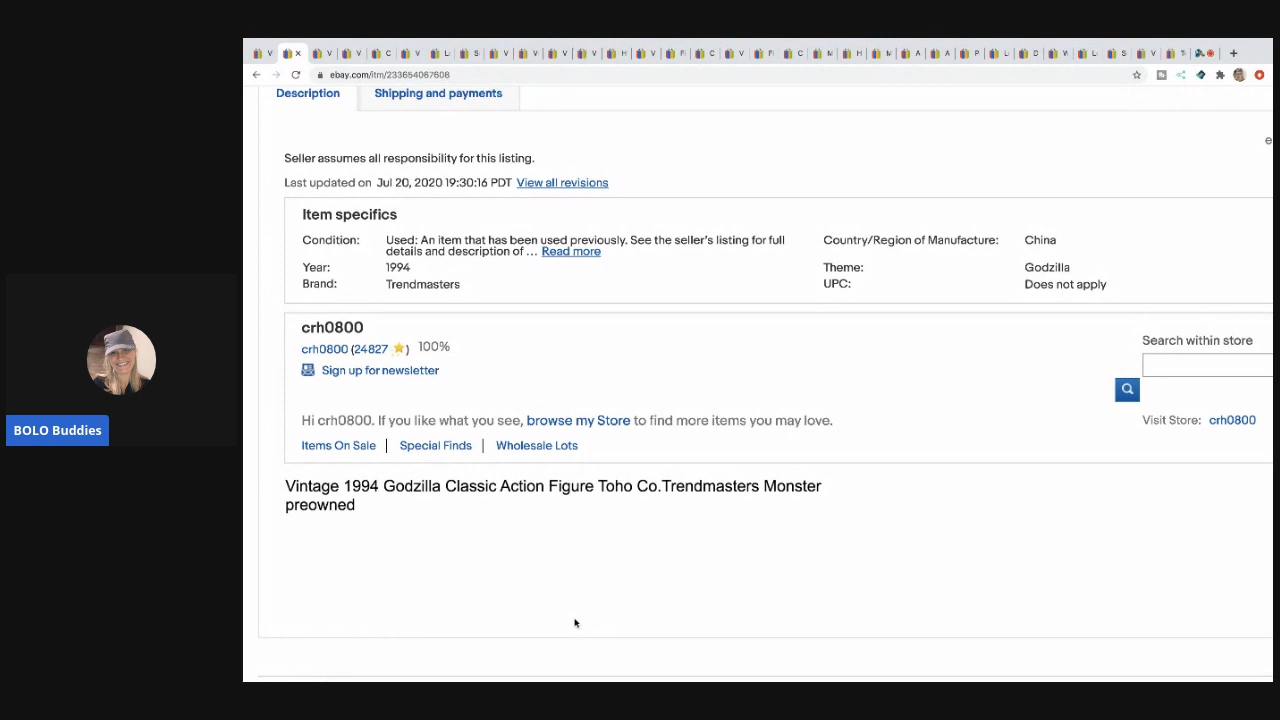 ebay.com/itm/233654067608
Description
Shipping and payments
Seller assumes all responsibility for this listing.
Last updated on Jul 20, 2020 19:30:16 PDT View all revisions
Item specifics
Condition: Used: An item that has been used previously. See the seller's listing for full details and description of ... Read more
Country/Region of Manufacture: China
Year: 1994
Theme: Godzilla
Brand: Trendmasters
UPC: Does not apply
crh0800
crh0800 (24827 ) 100%
Search within store
Sign up for newsletter
Hi crh0800. If you like what you see, browse my Store to find more items you may love.
Visit Store: crh0800
Items On Sale | Special Finds | Wholesale Lots
BOLO Buddies
Vintage 1994 Godzilla Classic Action Figure Toho Co.Trendmasters Monster
preowned